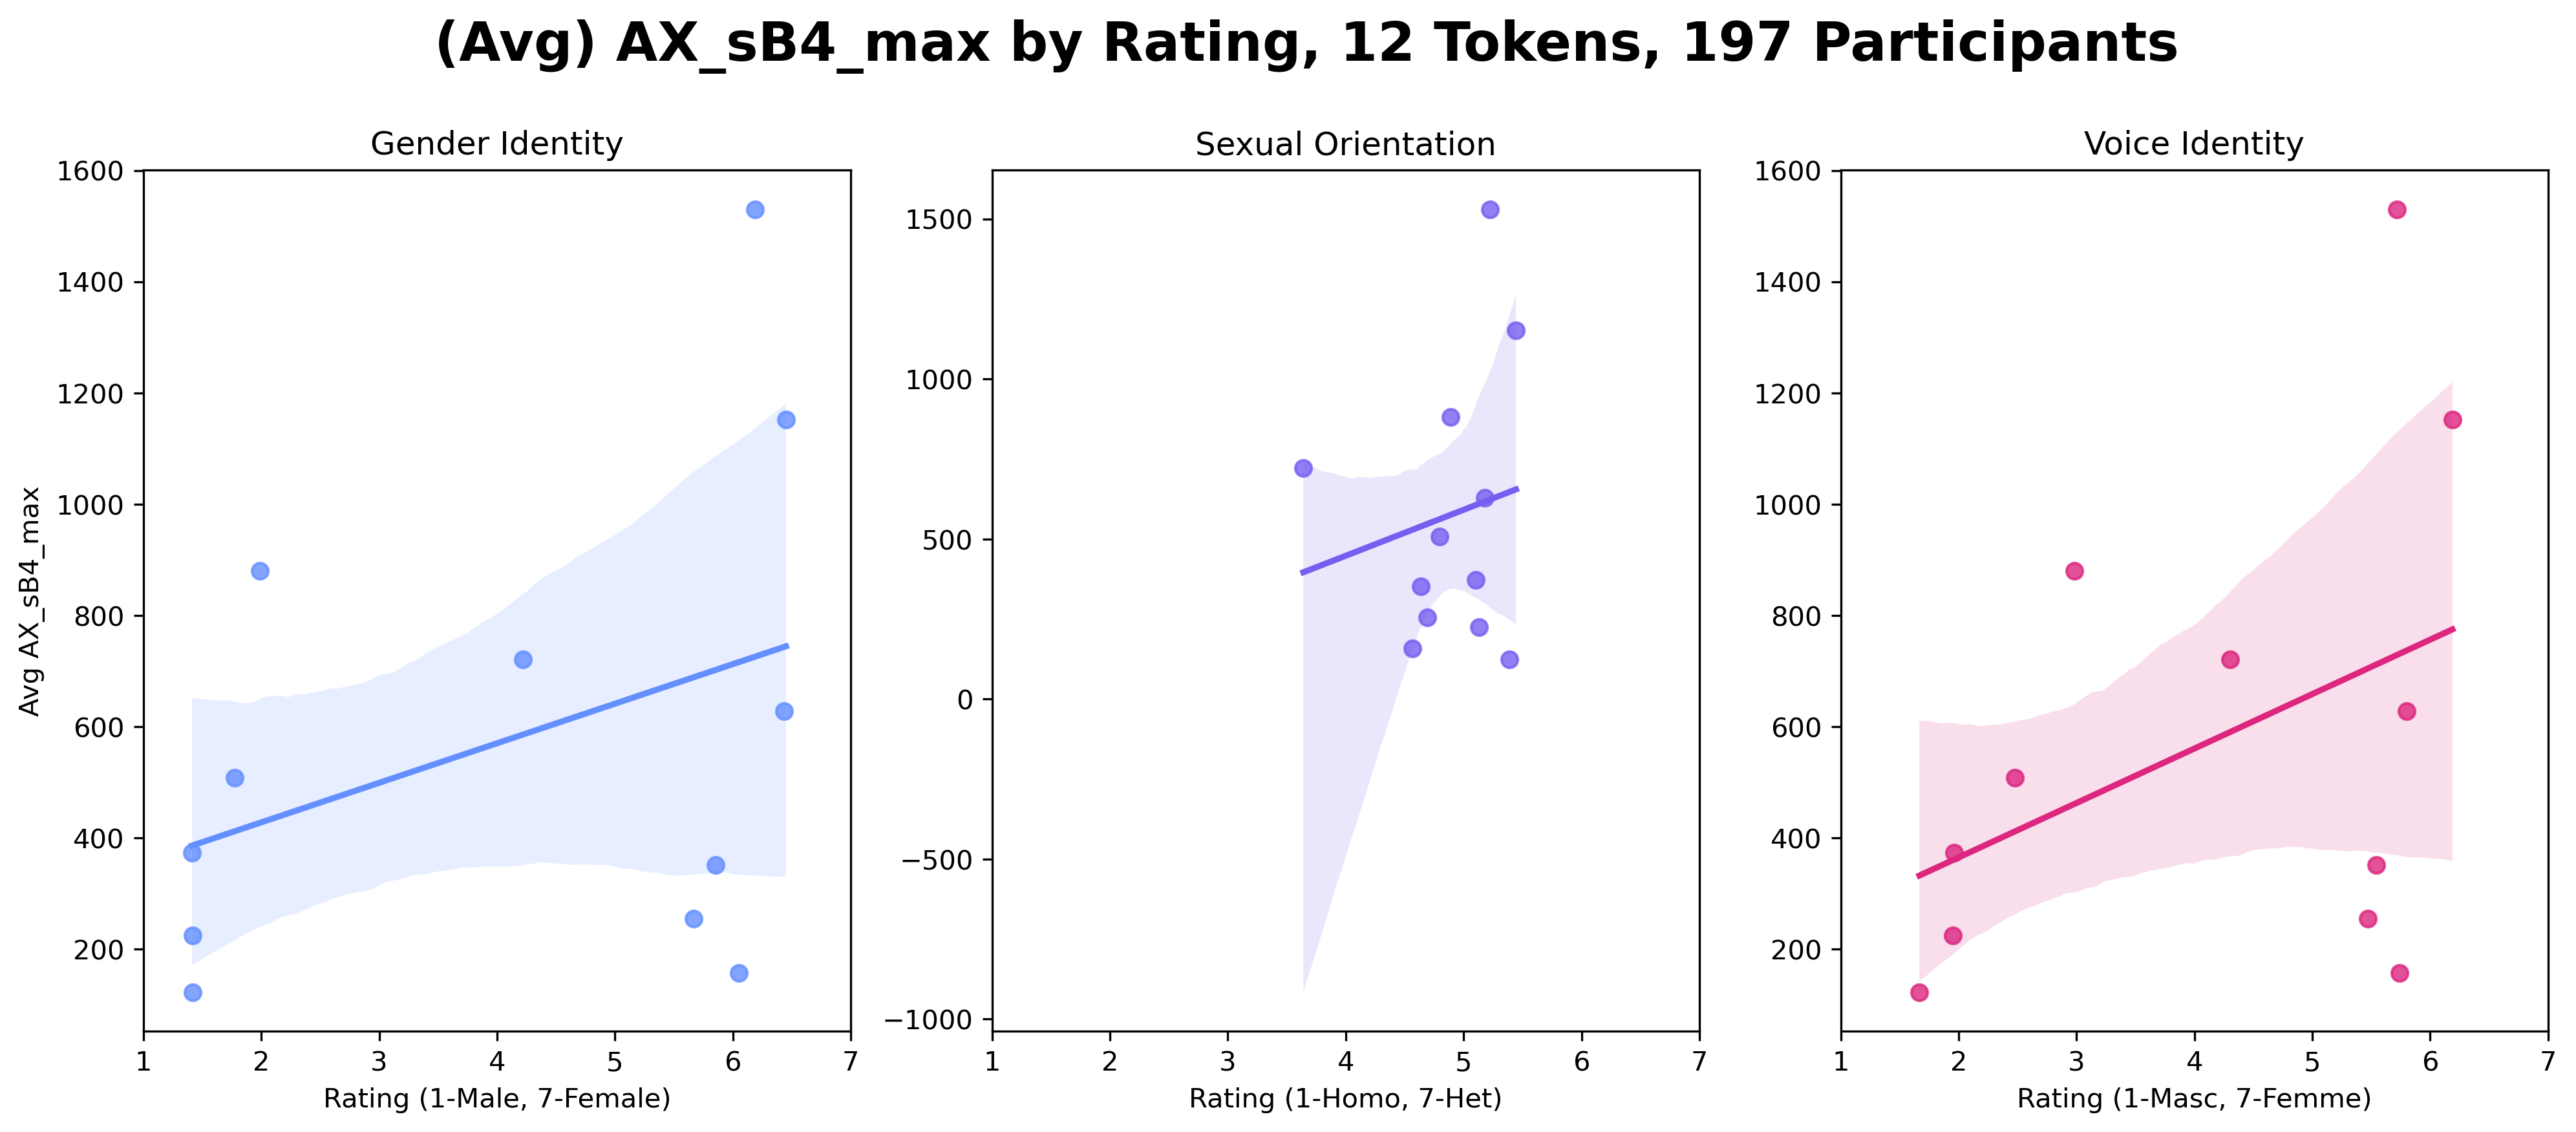 (Avg) AX_sB4_max by Rating, 12 Tokens, 197 Participants
Gender Identity
1600
1400
1200
1000
800
600
400
200
Avg AX_sB4_max
1 2 3 4 5 6 7
Rating (1-Male, 7-Female)
Sexual Orientation
1500
1000
500
0
−500
−1000
1 2 3 4 5 6 7
Rating (1-Homo, 7-Het)
Voice Identity
1600
1400
1200
1000
800
600
400
200
1 2 3 4 5 6 7
Rating (1-Masc, 7-Femme)